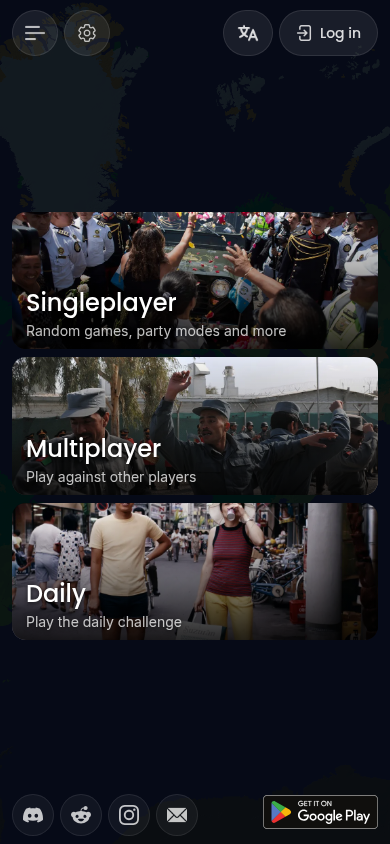 Log in
Singleplayer
Random games, party modes and more
Multiplayer
Play against other players
Daily
Play the daily challenge
GET IT ON
Google Play